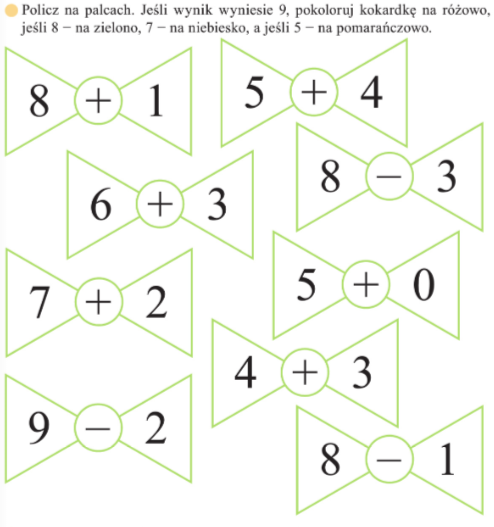 Policz na palcach. Jeśli wynik wyniesie 9, pokoloruj kokardkę na różowo,
jeśli 8 – na zielono, 7 – na niebiesko, a jeśli 5 – na pomarańczowo.
8 + 1
5 + 4
6 + 3
8 – 3
7 + 2
5 + 0
4 + 3
9 – 2
8 – 1